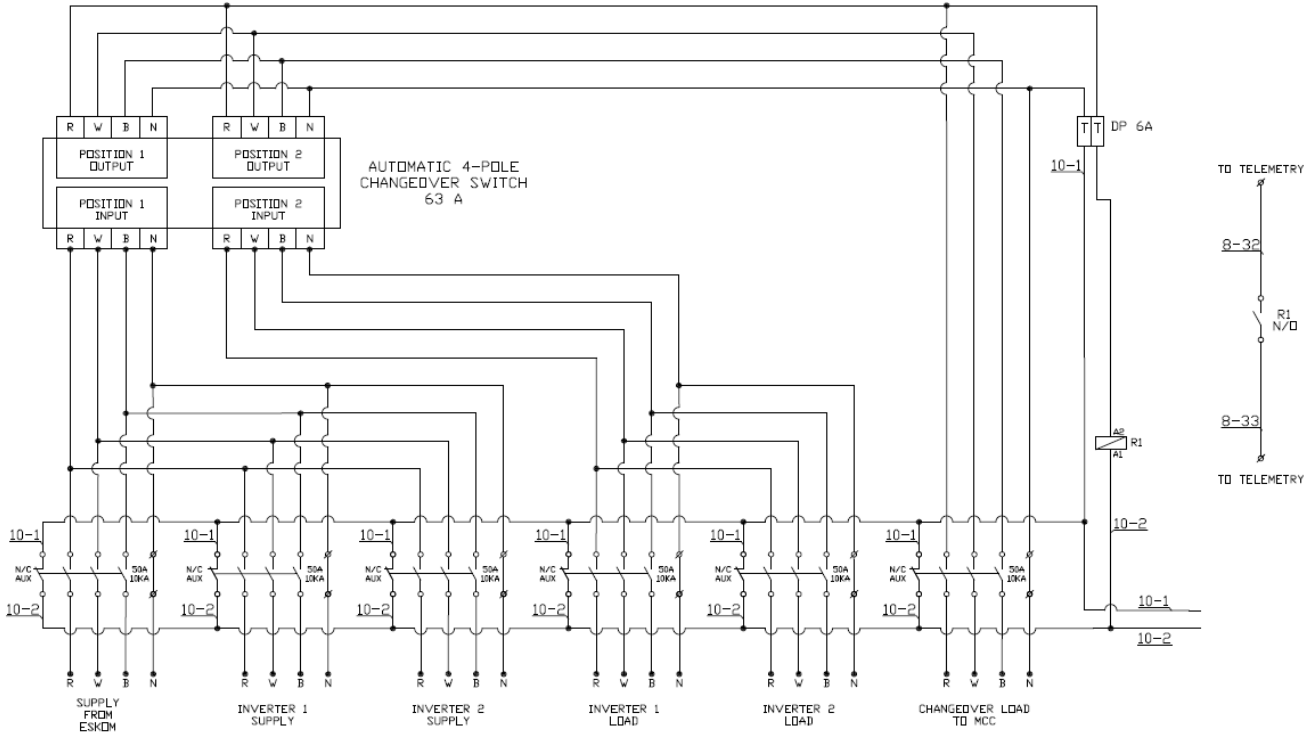 R W B N
R W B N
POSITION 1
OUTPUT
POSITION 2
OUTPUT
POSITION 1
INPUT
POSITION 2
INPUT
R W B N
R W B N
AUTOMATIC 4-POLE
CHANGEOVER SWITCH
63 A
T T
DP 6A
10-1
TO TELEMETRY
8-32
R1
N/O
8-33
TO TELEMETRY
A2
R1
A1
10-2
10-1
10-1
10-1
10-1
10-1
10-1
N/C
AUX
50A
10KA
N/C
AUX
50A
10KA
N/C
AUX
50A
10KA
N/C
AUX
50A
10KA
N/C
AUX
50A
10KA
N/C
AUX
50A
10KA
10-2
10-2
10-2
10-2
10-2
10-2
10-1
10-2
R W B N
R W B N
R W B N
R W B N
R W B N
R W B N
SUPPLY
FROM
ESKOM
INVERTER 1
SUPPLY
INVERTER 2
SUPPLY
INVERTER 1
LOAD
INVERTER 2
LOAD
CHANGEOVER LOAD
TO MCC